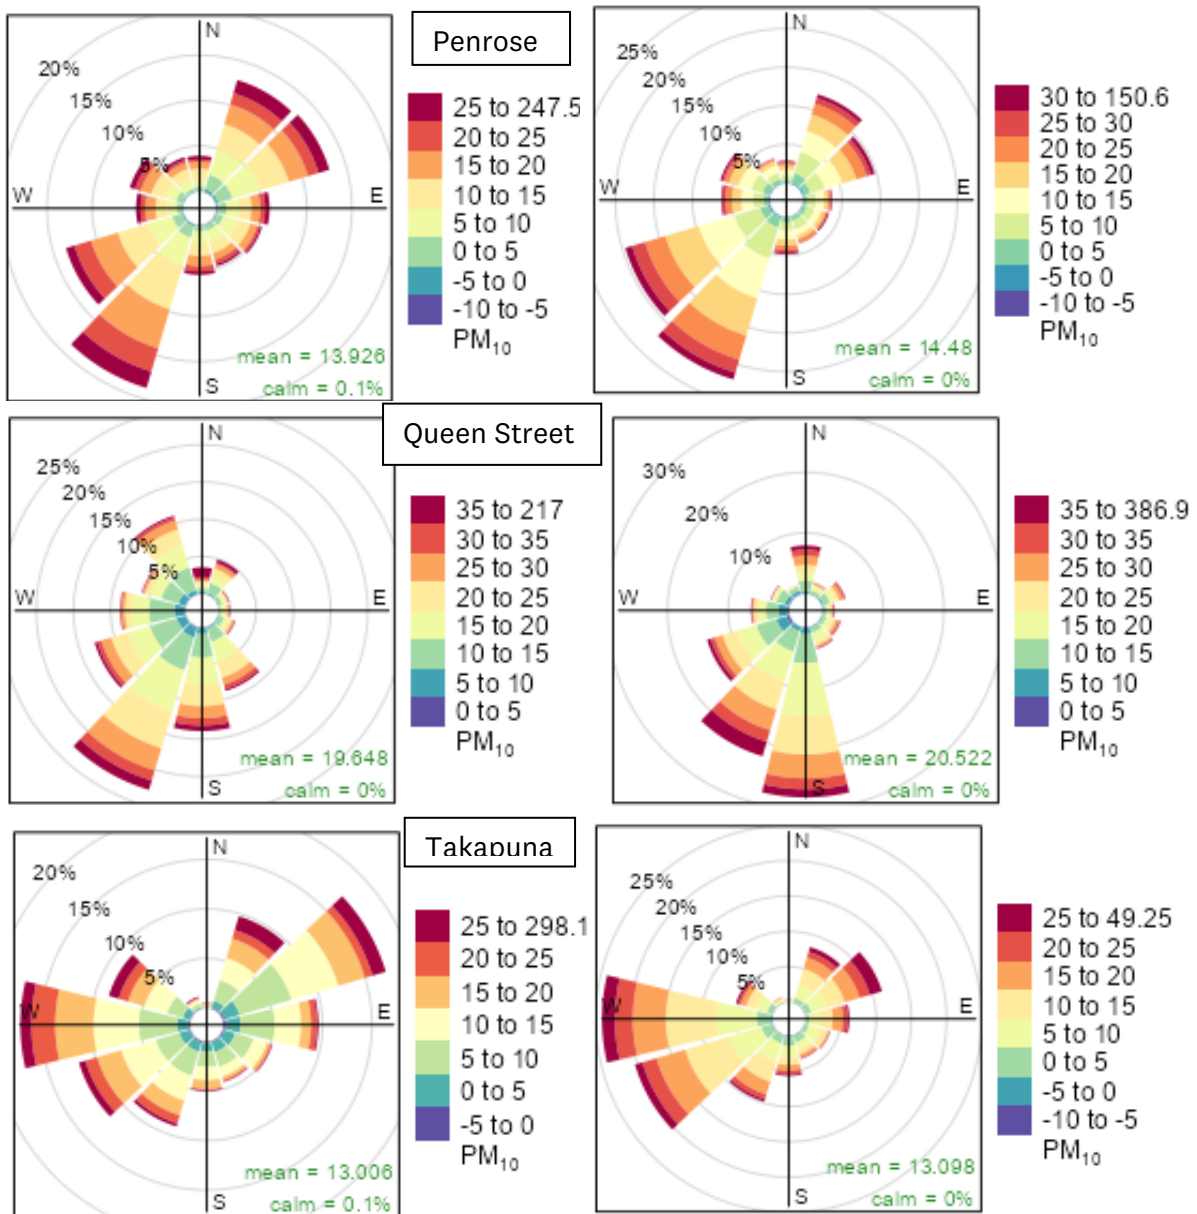 Penrose
N
20%
15%
10%
5%
W
E
S
mean = 13.926
calm = 0.1%
25 to 247.5
20 to 25
15 to 20
10 to 15
5 to 10
0 to 5
-5 to 0
-10 to -5
PM10
N
25%
20%
15%
10%
5%
W
E
S
mean = 14.48
calm = 0%
30 to 150.6
25 to 30
20 to 25
15 to 20
10 to 15
5 to 10
0 to 5
-5 to 0
-10 to -5
PM10
Queen Street
N
25%
20%
15%
10%
5%
W
E
S
mean = 19.648
calm = 0%
35 to 217
30 to 35
25 to 30
20 to 25
15 to 20
10 to 15
5 to 10
0 to 5
PM10
N
30%
20%
10%
W
E
S
mean = 20.522
calm = 0%
35 to 386.9
30 to 35
25 to 30
20 to 25
15 to 20
10 to 15
5 to 10
0 to 5
PM10
Takapuna
N
20%
15%
10%
5%
W
E
S
mean = 13.006
calm = 0.1%
25 to 298.1
20 to 25
15 to 20
10 to 15
5 to 10
0 to 5
-5 to 0
PM10
N
25%
20%
15%
10%
5%
W
E
S
mean = 13.098
calm = 0%
25 to 49.25
20 to 25
15 to 20
10 to 15
5 to 10
0 to 5
-5 to 0
-10 to -5
PM10